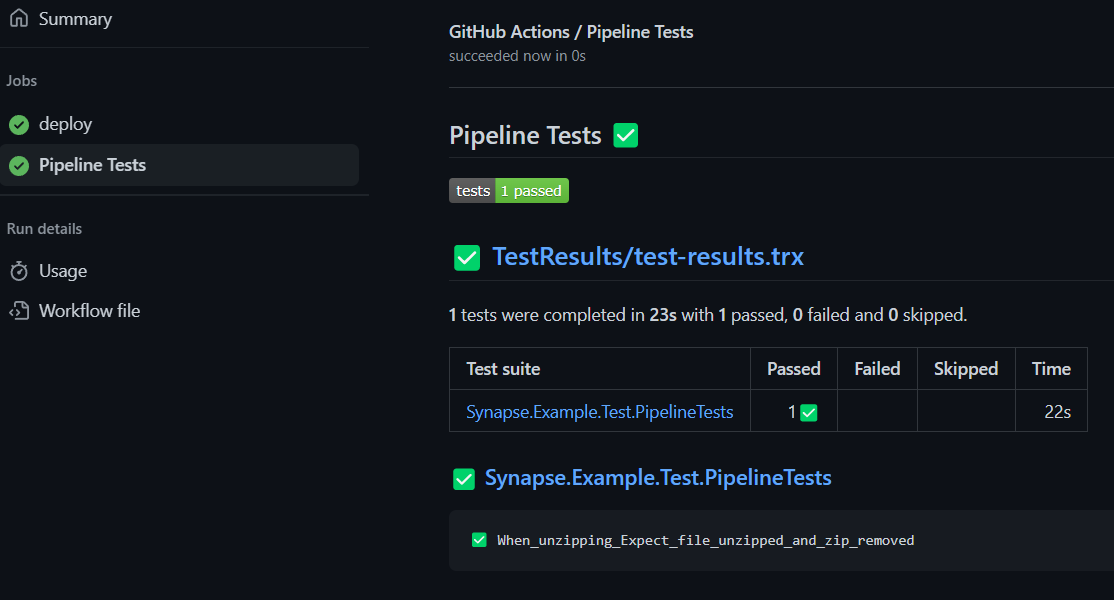 Summary
Jobs
deploy
Pipeline Tests
Run details
Usage
Workflow file
GitHub Actions / Pipeline Tests
succeeded now in 0s
Pipeline Tests
tests 1 passed
TestResults/test-results.trx
1 tests were completed in 23s with 1 passed, 0 failed and 0 skipped.
Test suite Passed Failed Skipped Time
Synapse.Example.Test.PipelineTests 1 22s
Synapse.Example.Test.PipelineTests
When_unzipping_Expect_file_unzipped_and_zip_removed